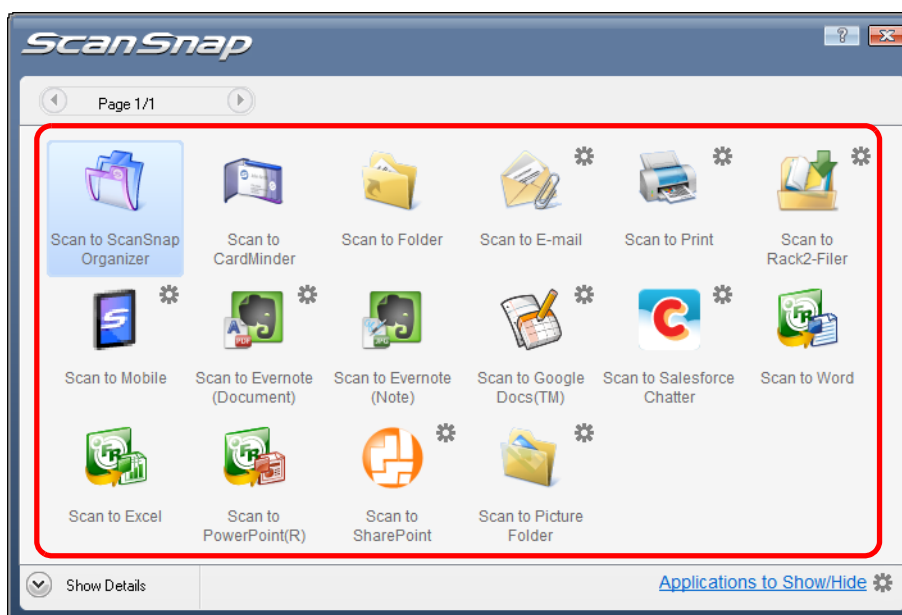 ScanSnap
?
Page 1/1
Scan to ScanSnap
Organizer
Scan to
CardMinder
Scan to Folder
Scan to E-mail
Scan to Print
Scan to
Rack2-Filer
Scan to Mobile
Scan to Evernote
(Document)
Scan to Evernote
(Note)
Scan to Google
Docs(TM)
Scan to Salesforce
Chatter
Scan to Word
Scan to Excel
Scan to
PowerPoint(R)
Scan to
SharePoint
Scan to Picture
Folder
Show Details
Applications to Show/Hide